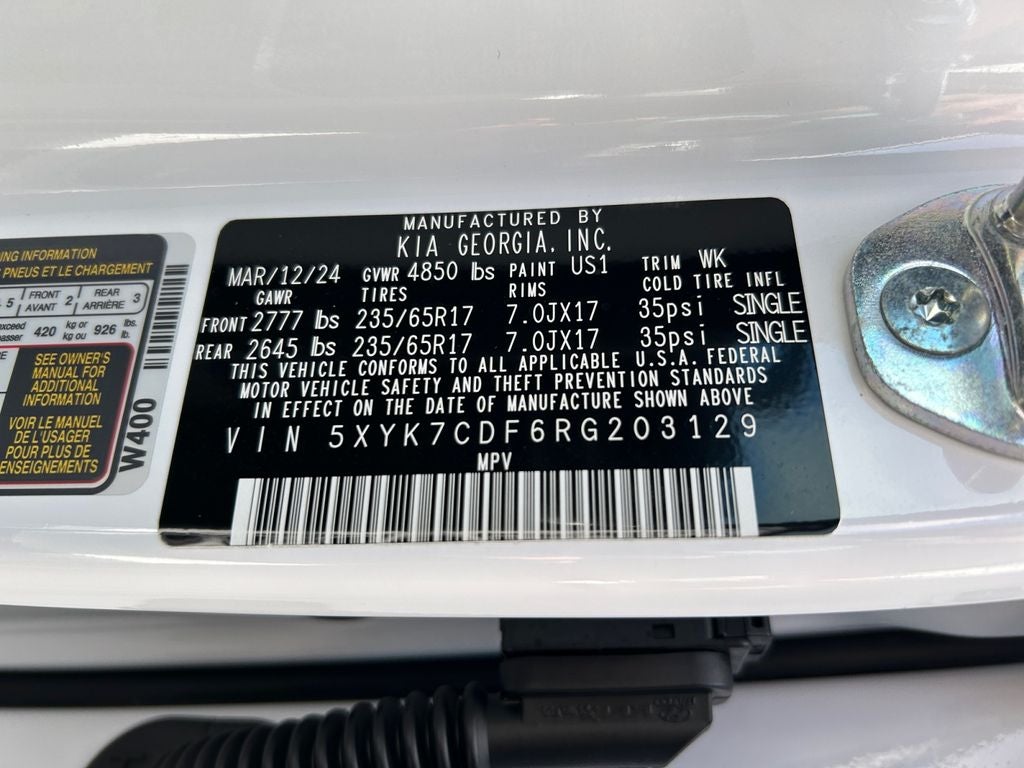 MANUFACTURED BY
KIA GEORGIA, INC.
MAR/12/24 GVWR 4850 lbs PAINT US1 TRIM WK
GAWR TIRES RIMS COLD TIRE INFL
FRONT 2777 lbs 235/65R17 7.0JX17 35psi SINGLE
REAR 2645 lbs 235/65R17 7.0JX17 35psi SINGLE
THIS VEHICLE CONFORMS TO ALL APPLICABLE U.S.A. FEDERAL
MOTOR VEHICLE SAFETY AND THEFT PREVENTION STANDARDS
IN EFFECT ON THE DATE OF MANUFACTURE SHOWN ABOVE
VIN 5XYK7CDF6RG203129
MPV
INFORMATION
PNEUS ET LE CHARGEMENT
5 FRONT AVANT 2 REAR ARRIÈRE 3
exceed
420 kg or kg ou 926 lbs. lb.
SEE OWNER'S
MANUAL FOR
ADDITIONAL
INFORMATION
VOIR LE MANUEL
DE L'USAGER
POUR PLUS DE
RENSEIGNEMENTS
W400